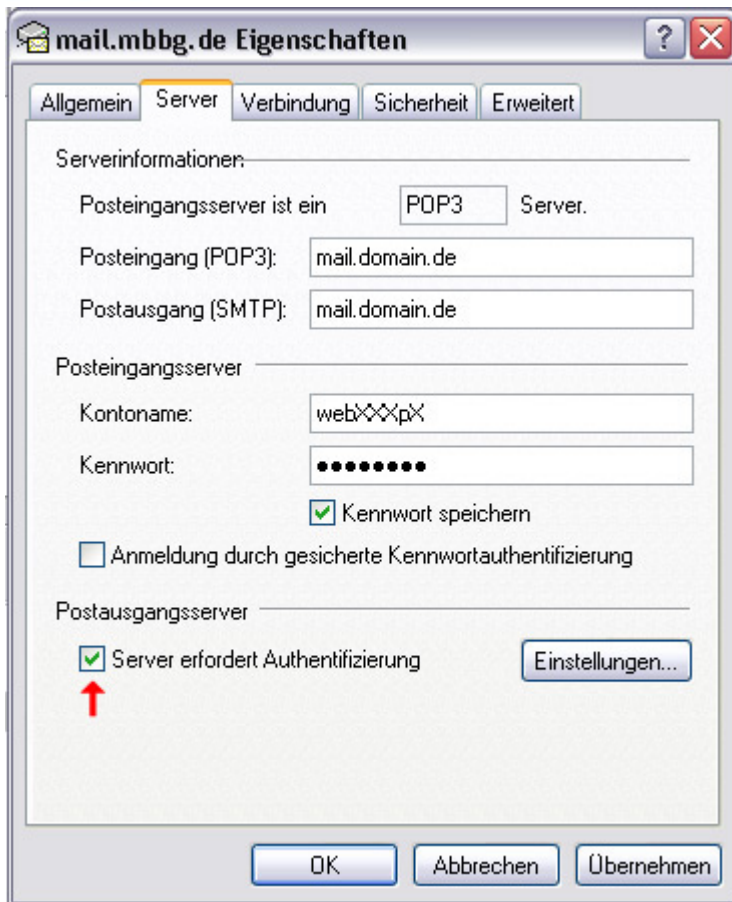 mail.mbbg.de Eigenschaften ?
Allgemein Server Verbindung Sicherheit Erweitert
Serverinformationen
Posteingangsserver ist ein POP3 Server.
Posteingang (POP3): mail.domain.de
Postausgang (SMTP): mail.domain.de
Posteingangsserver
Kontoname: webXXXpX
Kennwort: ●●●●●●●●
Kennwort speichern
Anmeldung durch gesicherte Kennwortauthentifizierung
Postausgangsserver
Server erfordert Authentifizierung Einstellungen...
OK Abbrechen Übernehmen